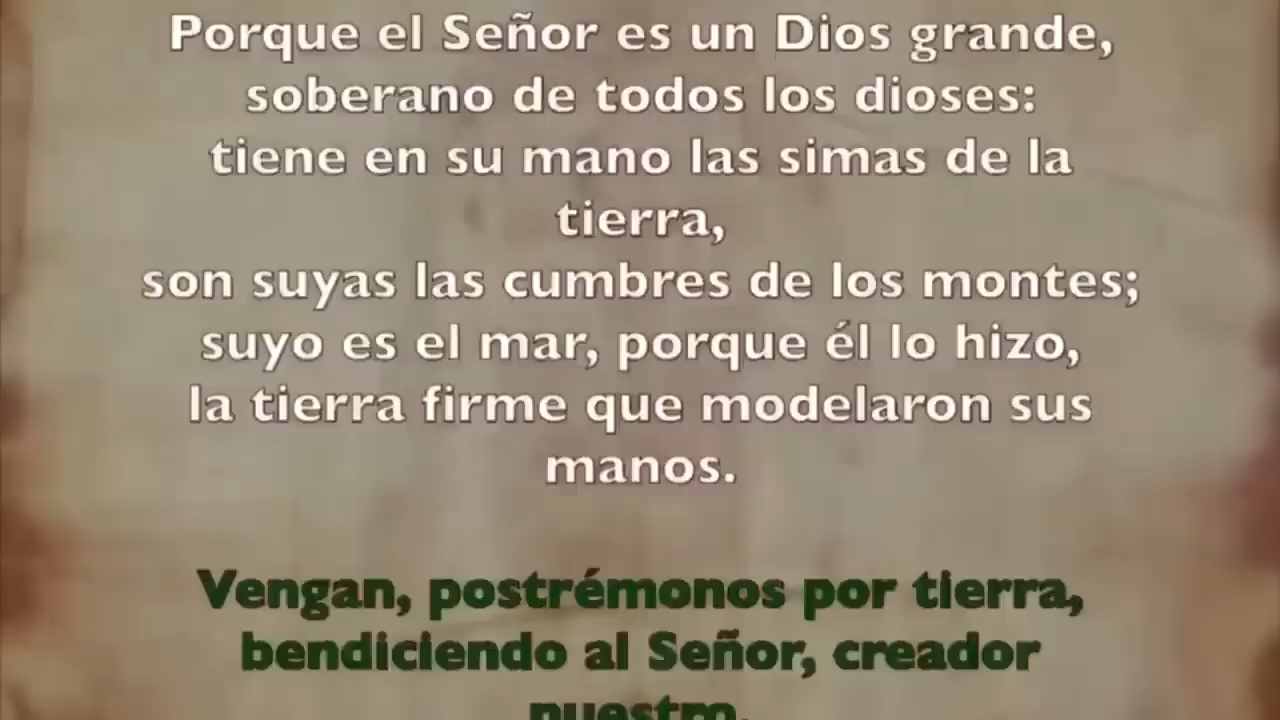 Porque el Señor es un Dios grande,
soberano de todos los dioses:
tiene en su mano las simas de la
tierra,
son suyas las cumbres de los montes;
suyo es el mar, porque él lo hizo,
la tierra firme que modelaron sus
manos.
Vengan, postrémonos por tierra,
bendiciendo al Señor, creador
nuestro.